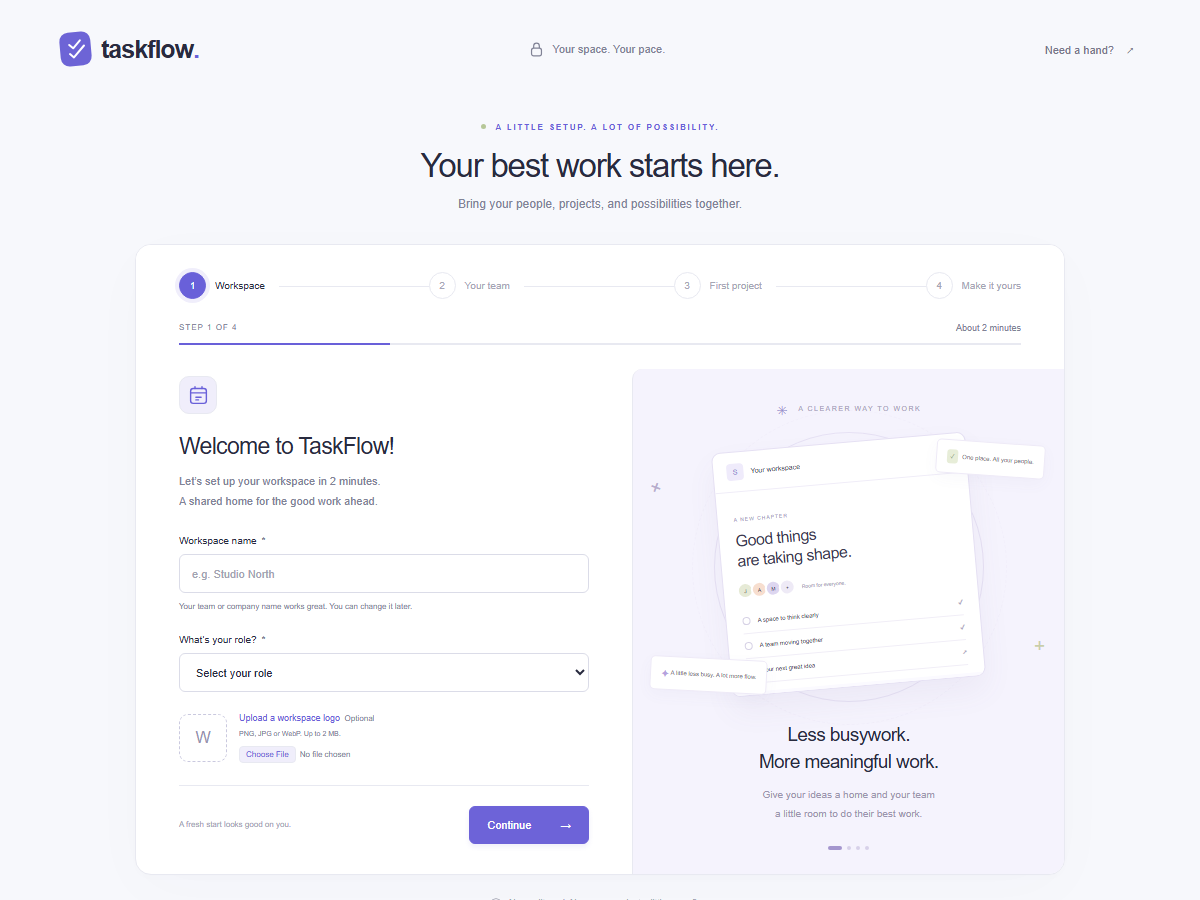 taskflow.
Your space. Your pace.
Need a hand? ↗
A LITTLE SETUP. A LOT OF POSSIBILITY.
Your best work starts here.
Bring your people, projects, and possibilities together.
1 Workspace
2 Your team
3 First project
4 Make it yours
STEP 1 OF 4
About 2 minutes
Welcome to TaskFlow!
Let's set up your workspace in 2 minutes.
A shared home for the good work ahead.
Workspace name *
e.g. Studio North
Your team or company name works great. You can change it later.
What's your role? *
Select your role
W
Upload a workspace logo Optional
PNG, JPG or WebP. Up to 2 MB.
Choose File No file chosen
A fresh start looks good on you.
Continue →
A CLEARER WAY TO WORK
S Your workspace
One place. All your people.
A NEW CHAPTER
Good things
are taking shape.
J A M +
Room for everyone.
A space to think clearly
A team moving together
our next great idea
A little less busy. A lot more flow.
Less busywork.
More meaningful work.
Give your ideas a home and your team
a little room to do their best work.